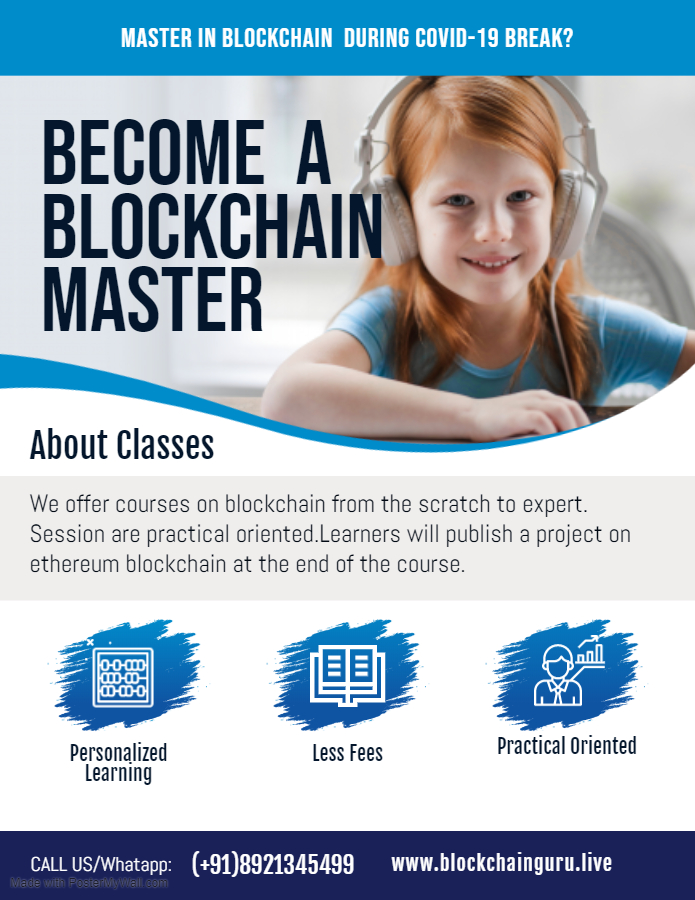 MASTER IN BLOCKCHAIN DURING COVID-19 BREAK?
BECOME A
BLOCKCHAIN
MASTER
About Classes
We offer courses on blockchain from the scratch to expert.
Session are practical oriented.Learners will publish a project on
ethereum blockchain at the end of the course.
Personalized
Learning
Less Fees
Practical Oriented
CALL US/Whatapp: (+91)8921345499 www.blockchainguru.live
Made with PosterMyWall.com